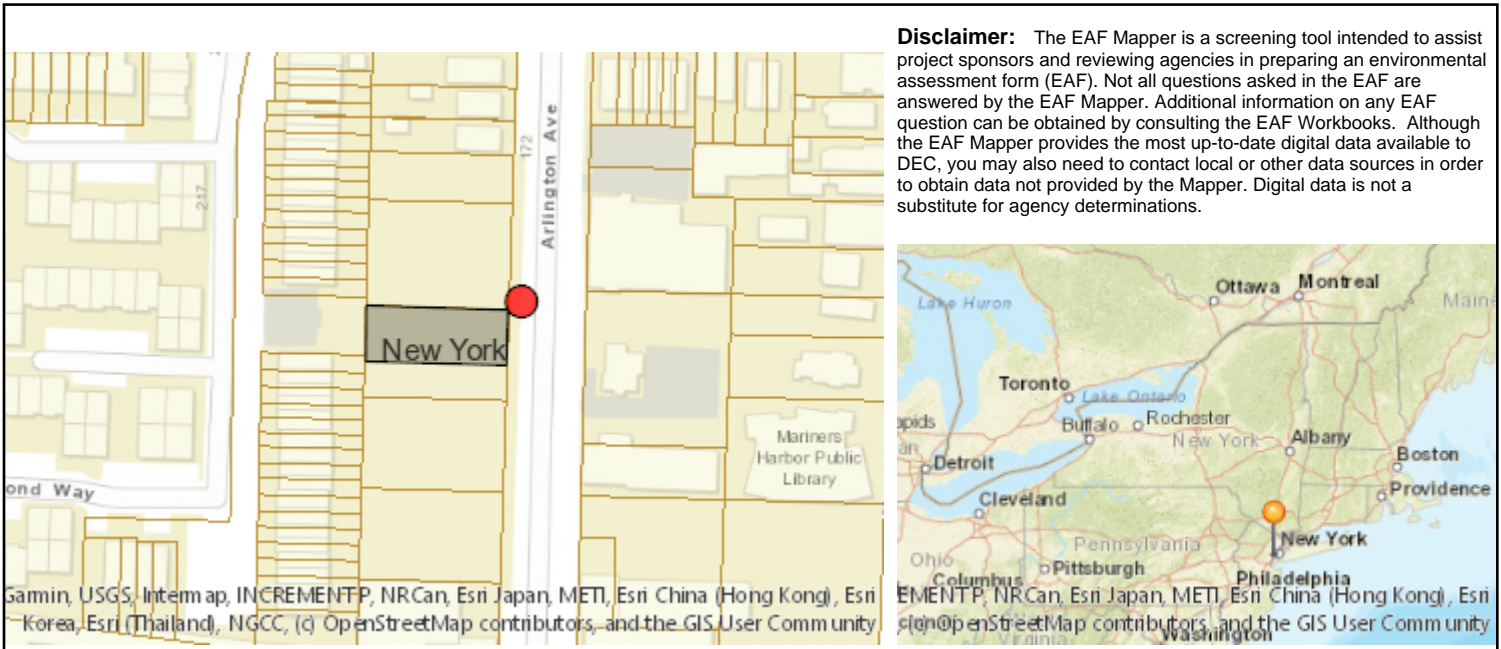 Disclaimer: The EAF Mapper is a screening tool intended to assist
project sponsors and reviewing agencies in preparing an environmental
assessment form (EAF). Not all questions asked in the EAF are
answered by the EAF Mapper. Additional information on any EAF
question can be obtained by consulting the EAF Workbooks. Although
the EAF Mapper provides the most up-to-date digital data available to
DEC, you may also need to contact local or other data sources in order
to obtain data not provided by the Mapper. Digital data is not a
substitute for agency determinations.
Arlington Ave
172
217
New York
Mariners
Harbor Public
Library
ond Way
Garmin, USGS, Intermap, INCREMENT P, NRCan, Esri Japan, METI, Esri China (Hong Kong), Esri
Korea, Esri (Thailand), NGCC, (c) OpenStreetMap contributors, and the GIS User Community
Ottawa
Montreal
Lake Huron
Maine
Toronto
Lake Ontario
apids
Buffalo
Rochester
an
New York
Albany
Detroit
Boston
Providence
Cleveland
New York
Pennsylvania
Ohio
Pittsburgh
Columbus
Philadelphia
EMENT P, NRCan, Esri Japan, METI, Esri China (Hong Kong), Esri
(c) OpenStreetMap contributors, and the GIS User Community
Virginia
Washington